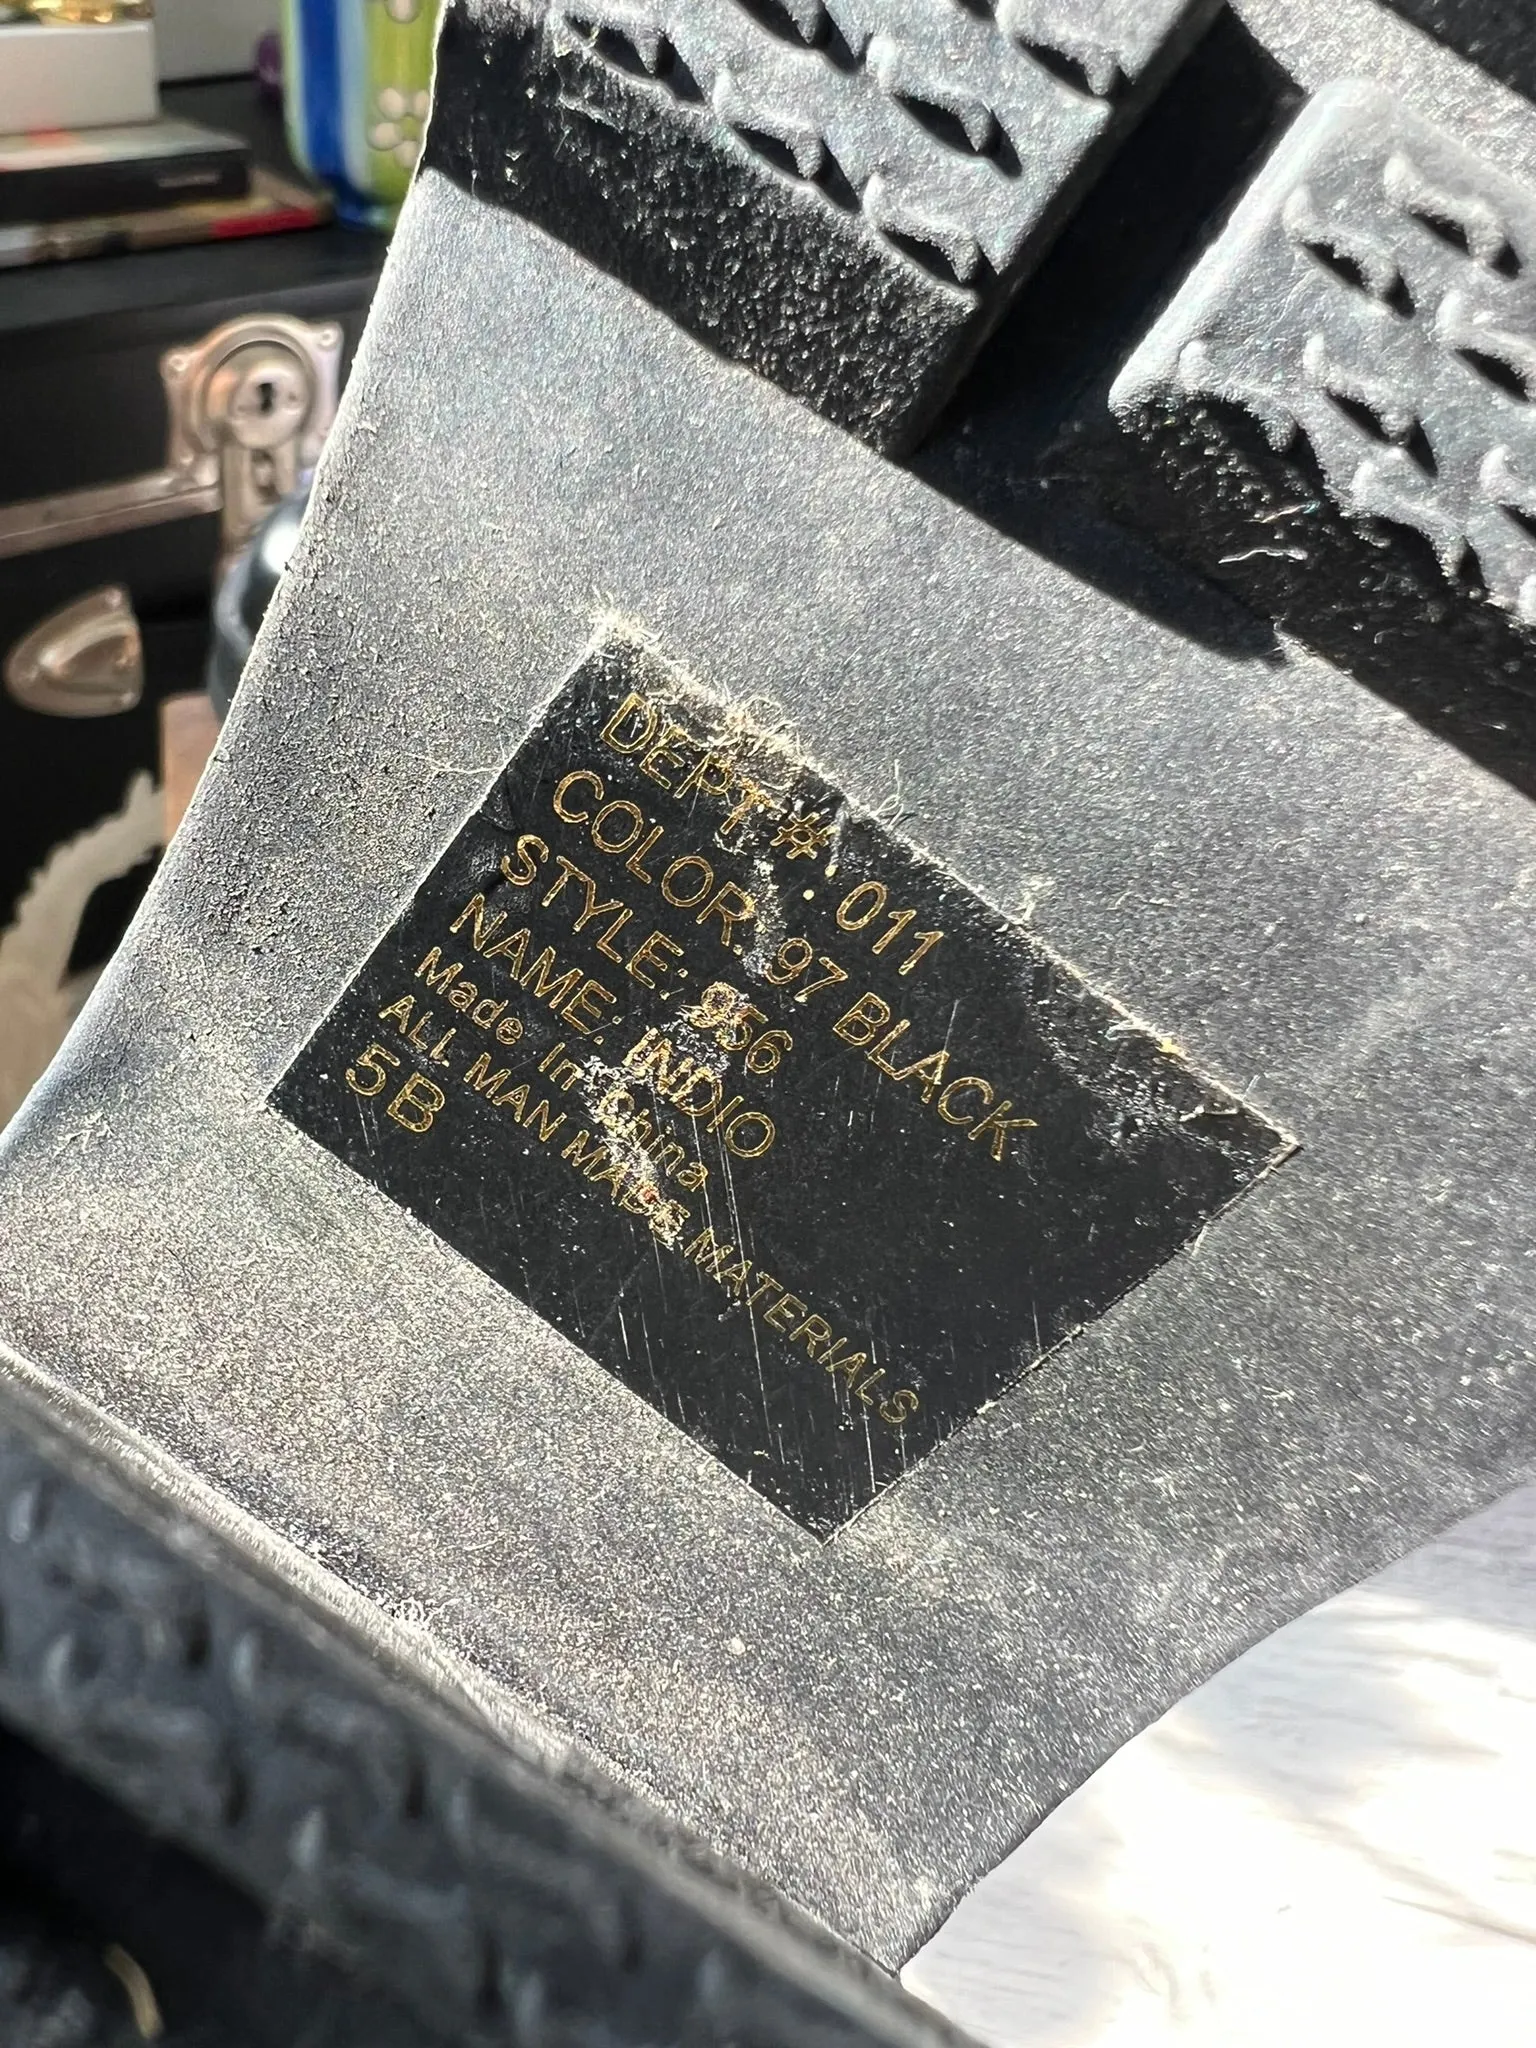 DEPT # : 011
COLOR: 97 BLACK
STYLE: 956
NAME: INDIO
Made In China
ALL MAN MADE MATERIALS
5B